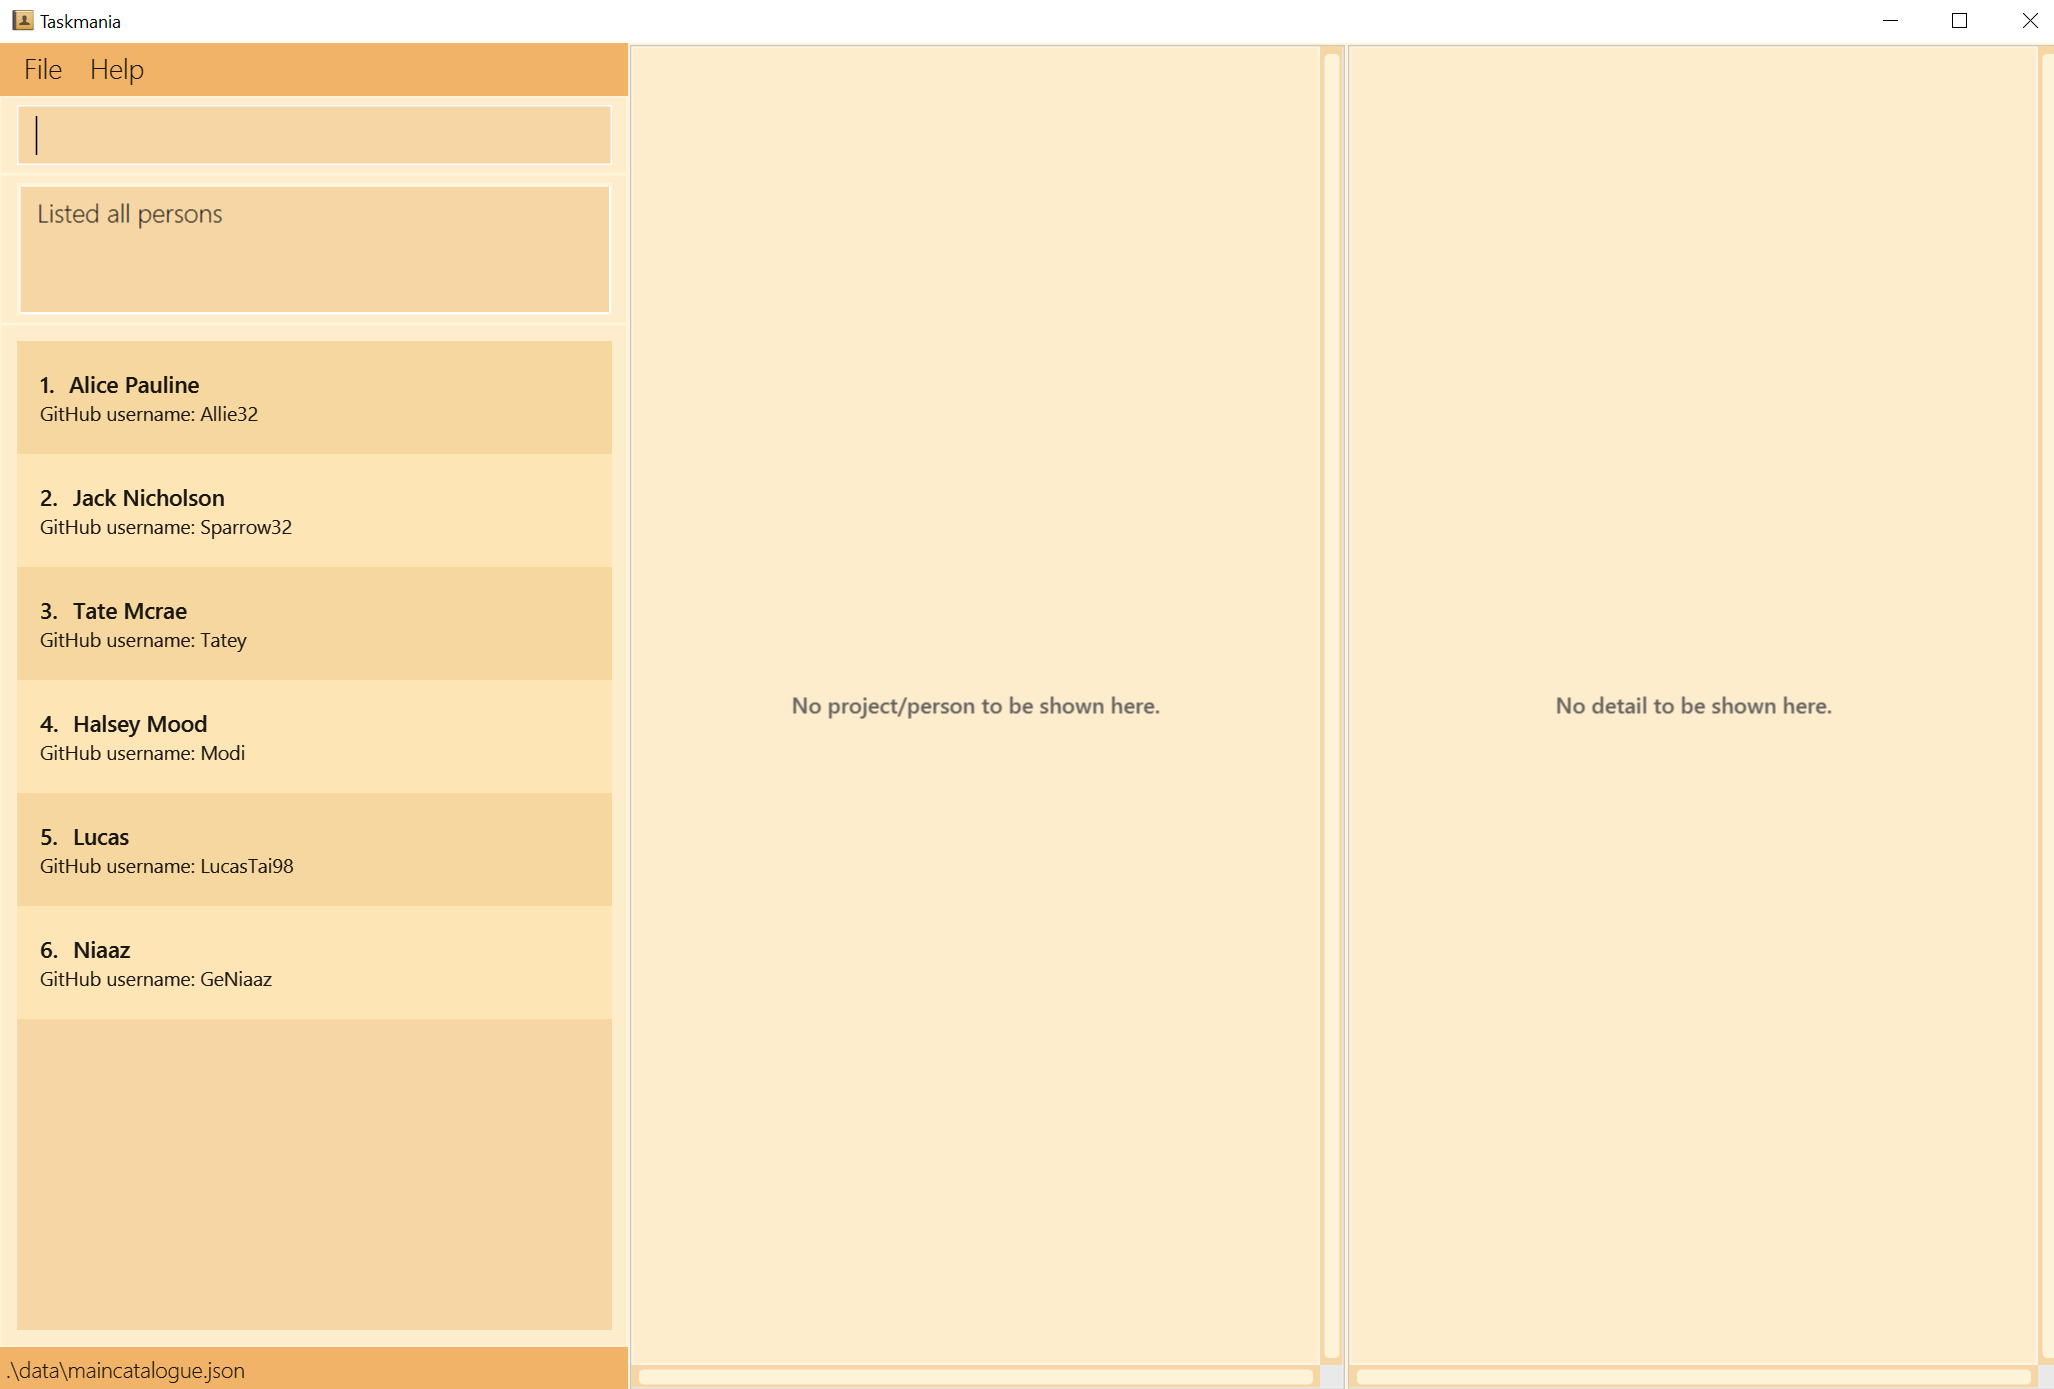 Taskmania
File Help
Listed all persons
1. Alice Pauline
GitHub username: Allie32
2. Jack Nicholson
GitHub username: Sparrow32
3. Tate Mcrae
GitHub username: Tatey
4. Halsey Mood
GitHub username: Modi
5. Lucas
GitHub username: LucasTai98
6. Niaaz
GitHub username: GeNiaaz
.\data\maincatalogue.json
No project/person to be shown here.
No detail to be shown here.